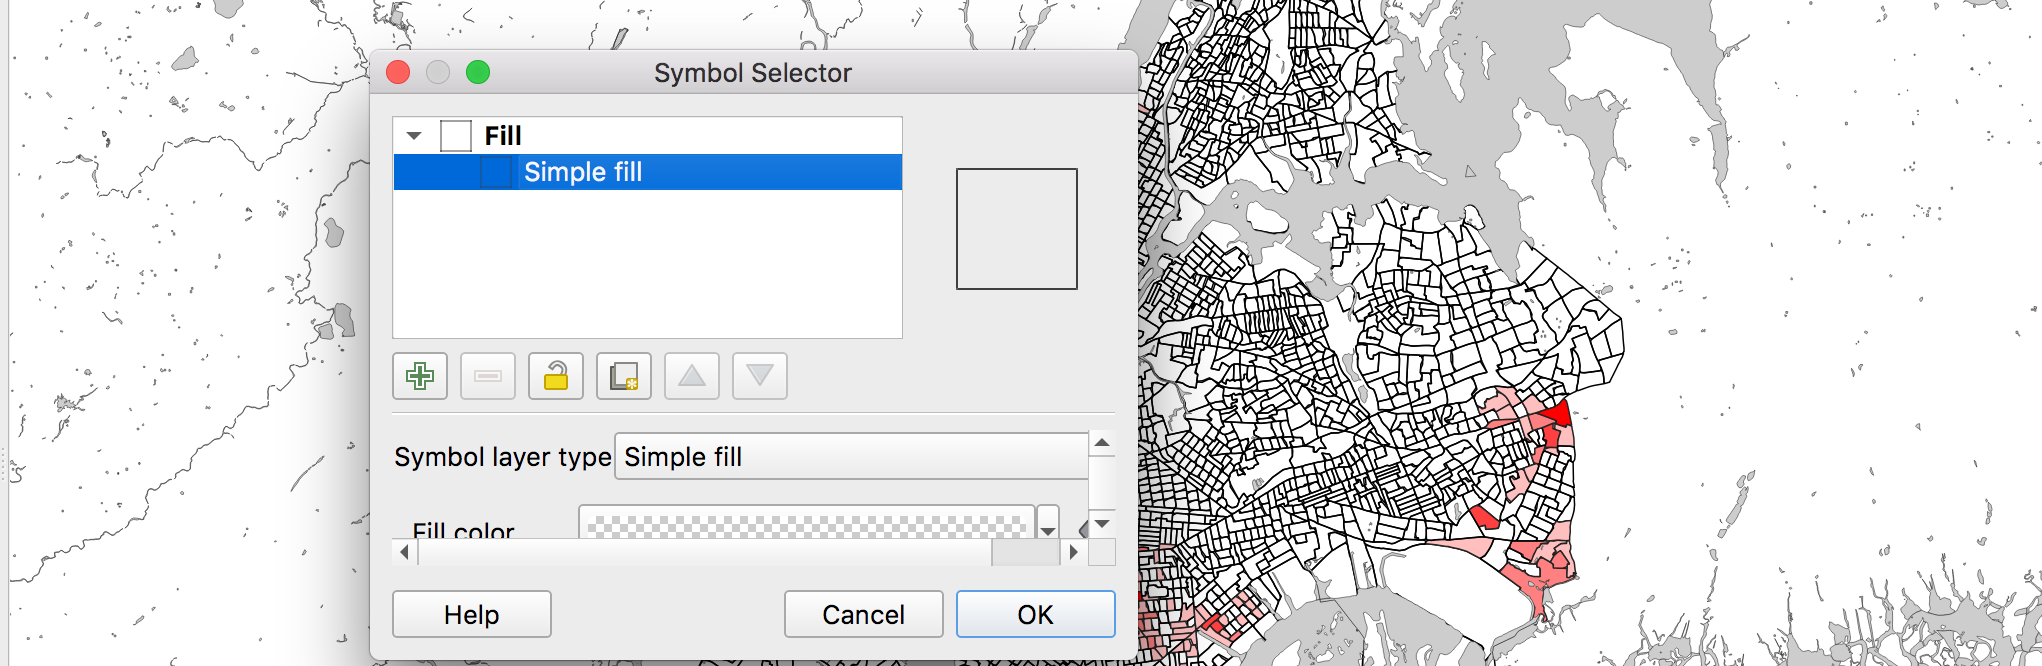 Symbol Selector
Fill
Simple fill
Symbol layer type Simple fill
Fill color
Help Cancel OK